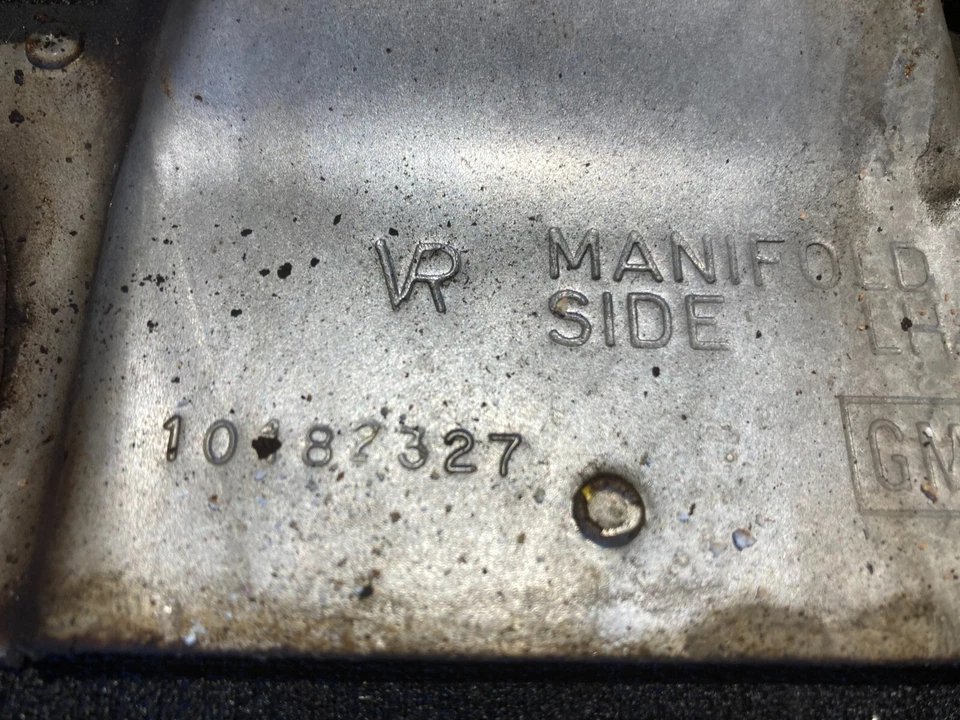 VR MANIFOLD
SIDE LH
GM